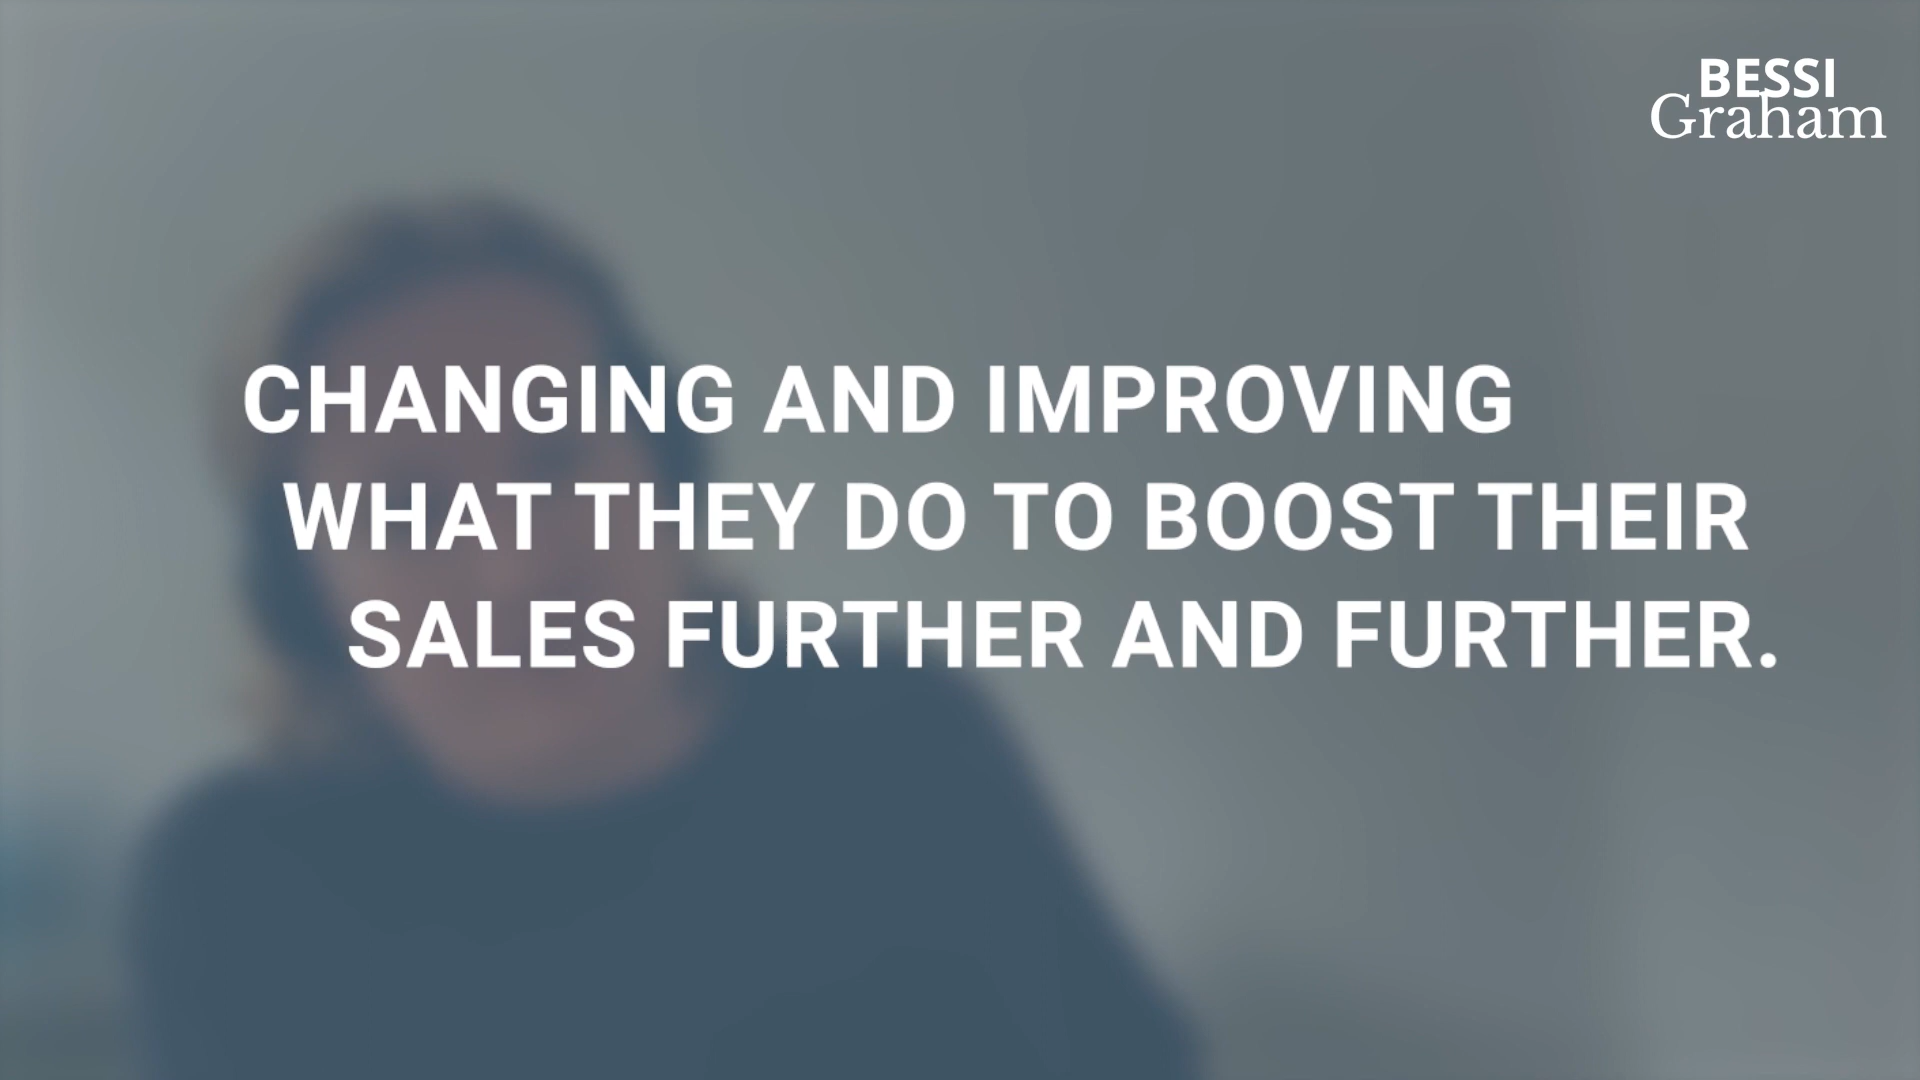 BESSI
Graham
CHANGING AND IMPROVING
WHAT THEY DO TO BOOST THEIR
SALES FURTHER AND FURTHER.